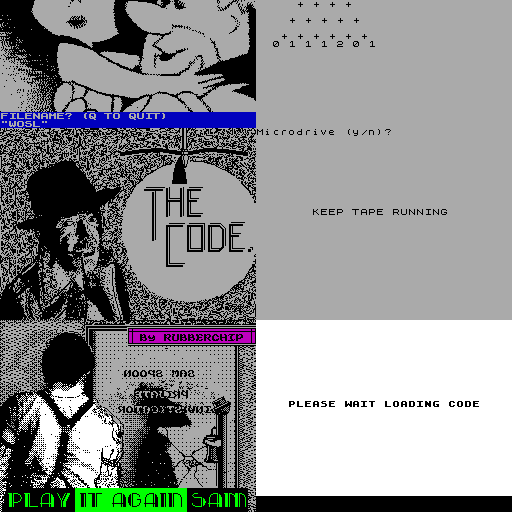 + + + +
+ + + + +
+ + + + + + +
0 1 1 1 2 0 1
FILENAME? (Q TO QUIT)
"WOSL"
Microdrive (y/n)?
THE
CODE.
KEEP TAPE RUNNING
By RUBBERCHIP
SAM SPOON
PRIVATE
INVESTIGATOR
PLEASE WAIT LOADING CODE
PLAY IT AGAIN SAM